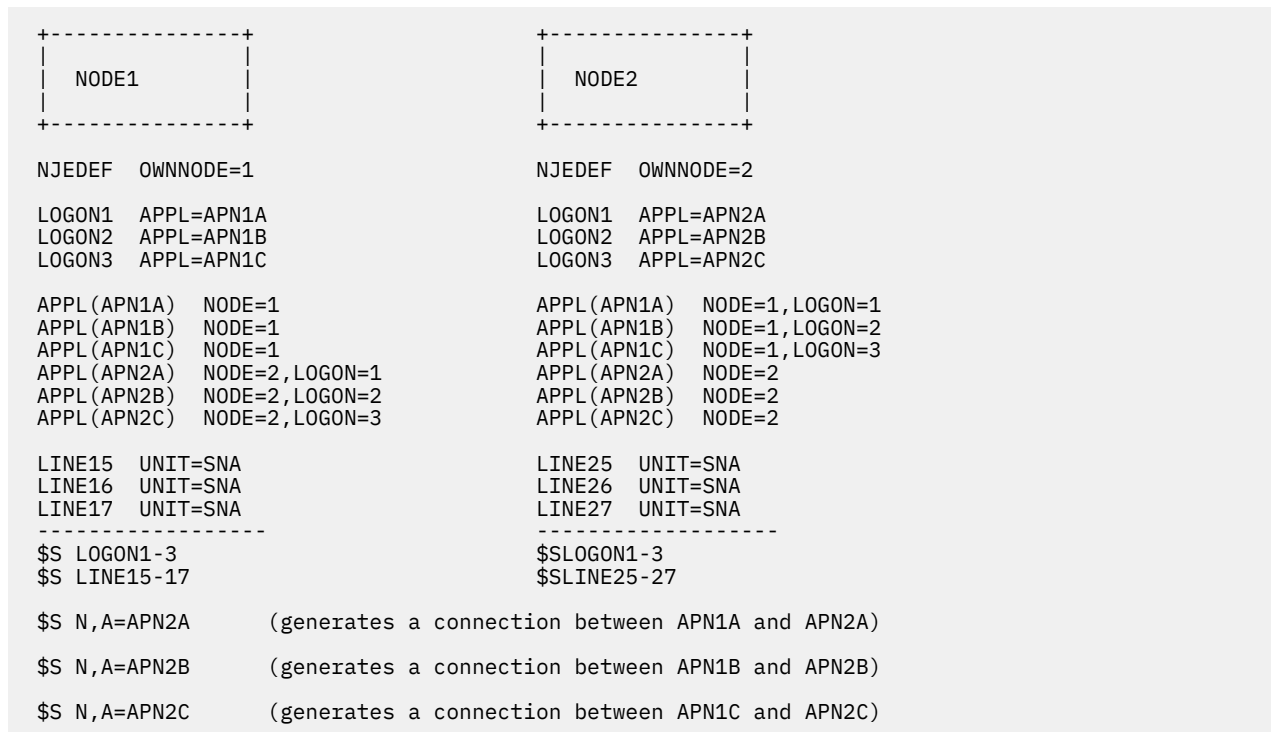 +---------------+                       +---------------+
|               |                       |               |
|  NODE1        |                       |  NODE2        |
|               |                       |               |
+---------------+                       +---------------+
NJEDEF  OWNNODE=1                       NJEDEF  OWNNODE=2
LOGON1  APPL=APN1A                      LOGON1  APPL=APN2A
LOGON2  APPL=APN1B                      LOGON2  APPL=APN2B
LOGON3  APPL=APN1C                      LOGON3  APPL=APN2C
APPL(APN1A)  NODE=1                     APPL(APN1A)  NODE=1,LOGON=1
APPL(APN1B)  NODE=1                     APPL(APN1B)  NODE=1,LOGON=2
APPL(APN1C)  NODE=1                     APPL(APN1C)  NODE=1,LOGON=3
APPL(APN2A)  NODE=2,LOGON=1             APPL(APN2A)  NODE=2
APPL(APN2B)  NODE=2,LOGON=2             APPL(APN2B)  NODE=2
APPL(APN2C)  NODE=2,LOGON=3             APPL(APN2C)  NODE=2
LINE15  UNIT=SNA                        LINE25  UNIT=SNA
LINE16  UNIT=SNA                        LINE26  UNIT=SNA
LINE17  UNIT=SNA                        LINE27  UNIT=SNA
------------------                      -------------------
$S LOGON1-3                             $SLOGON1-3
$S LINE15-17                            $SLINE25-27
$S N,A=APN2A      (generates a connection between APN1A and APN2A)
$S N,A=APN2B      (generates a connection between APN1B and APN2B)
$S N,A=APN2C      (generates a connection between APN1C and APN2C)